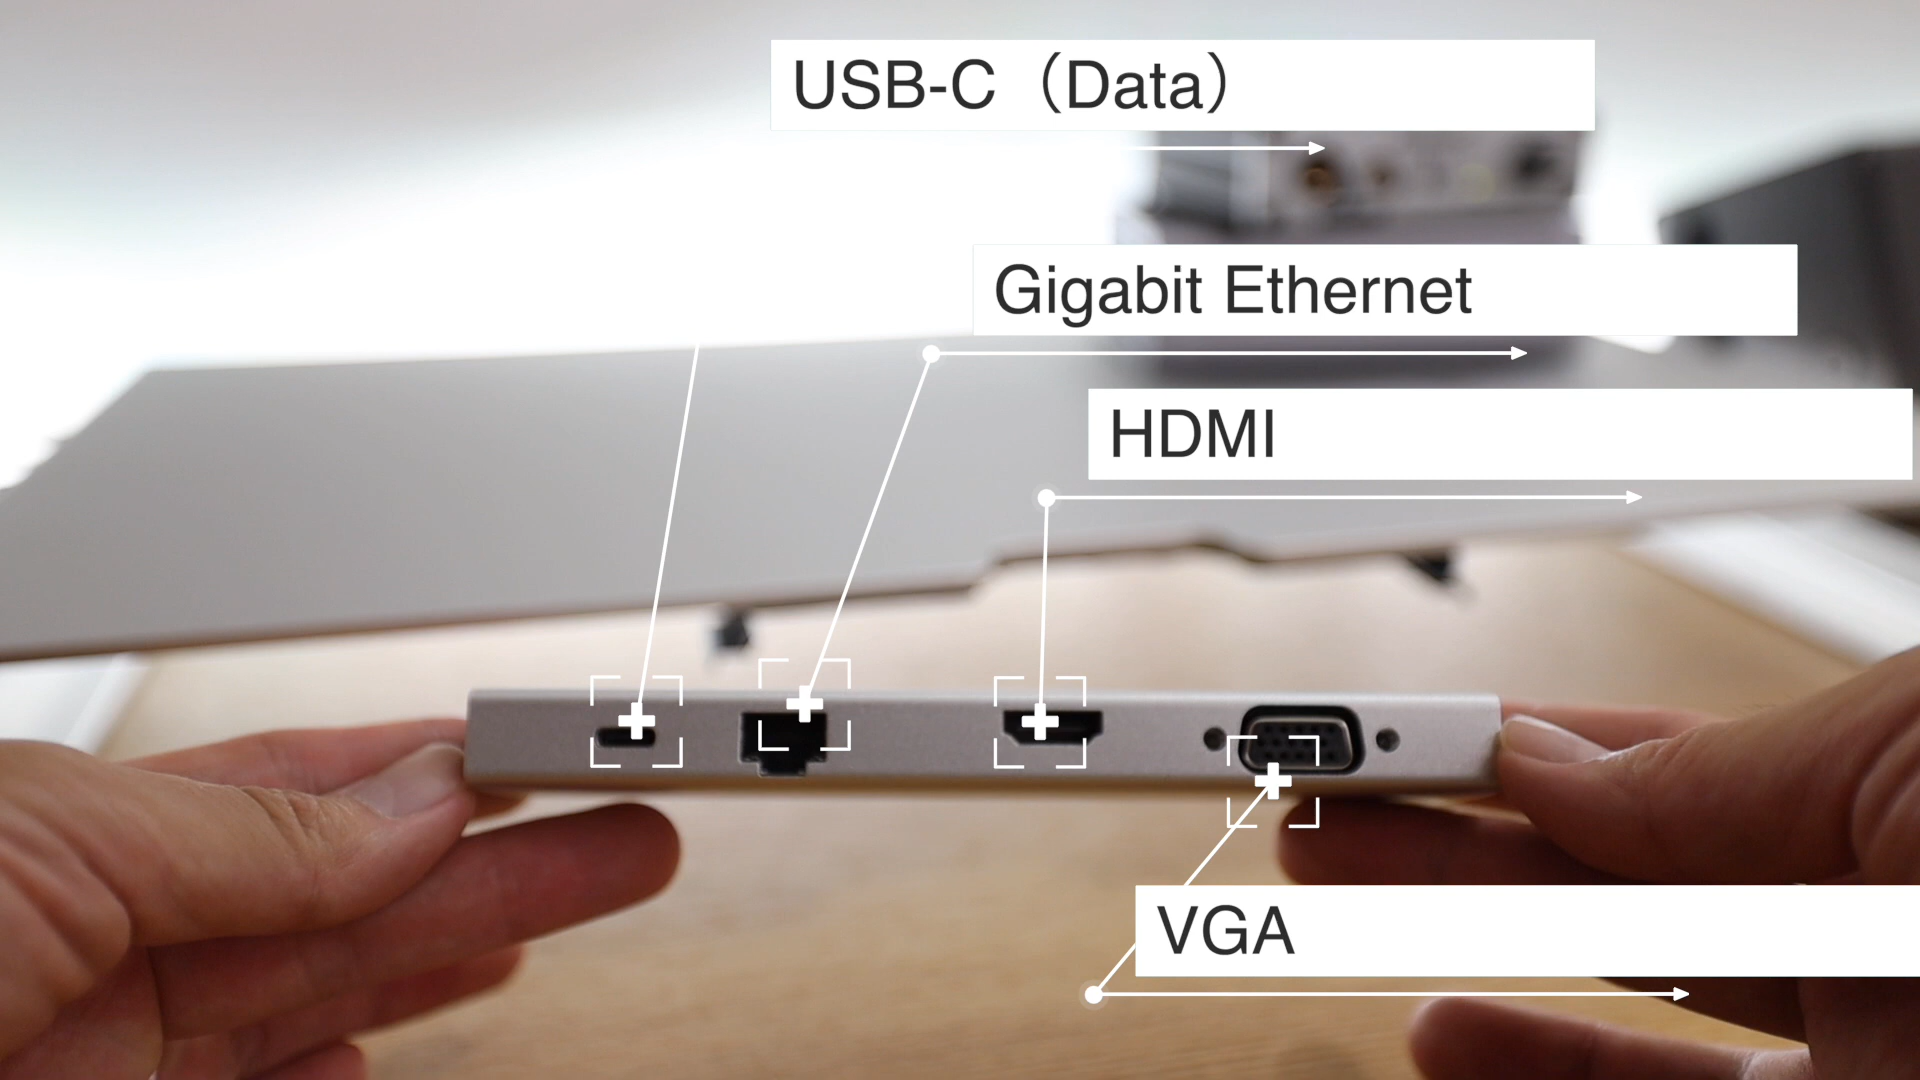 USB-C（Data）
Gigabit Ethernet
HDMI
VGA